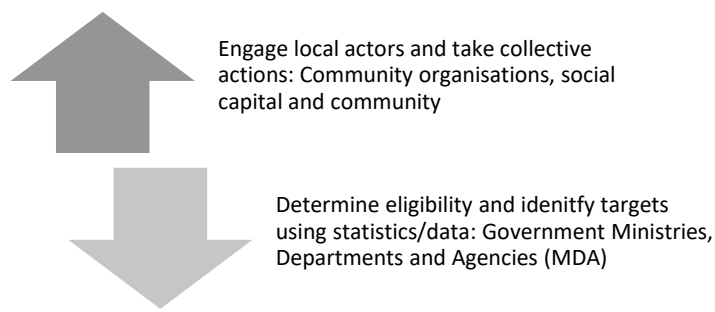 Engage local actors and take collective
actions: Community organisations, social
capital and community
Determine eligibility and idenitfy targets
using statistics/data: Government Ministries,
Departments and Agencies (MDA)